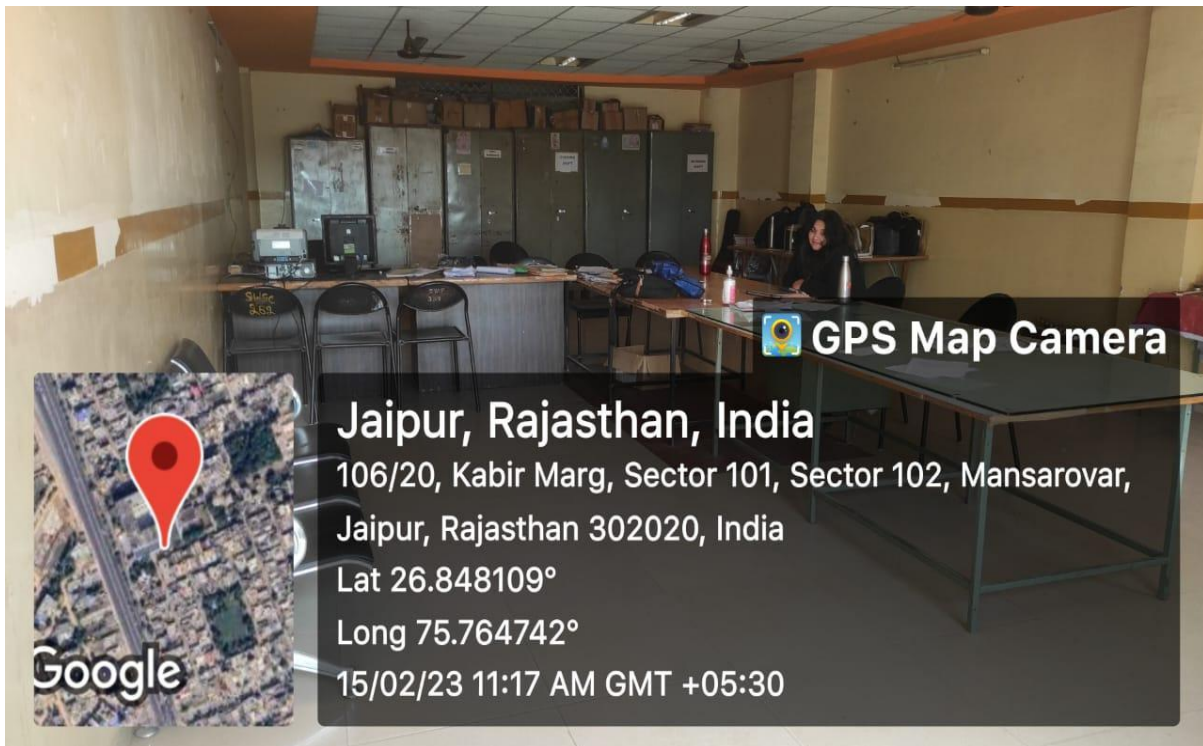 GPS Map Camera
Jaipur, Rajasthan, India
106/20, Kabir Marg, Sector 101, Sector 102, Mansarovar,
Jaipur, Rajasthan 302020, India
Lat 26.848109°
Long 75.764742°
15/02/23 11:17 AM GMT +05:30
Google